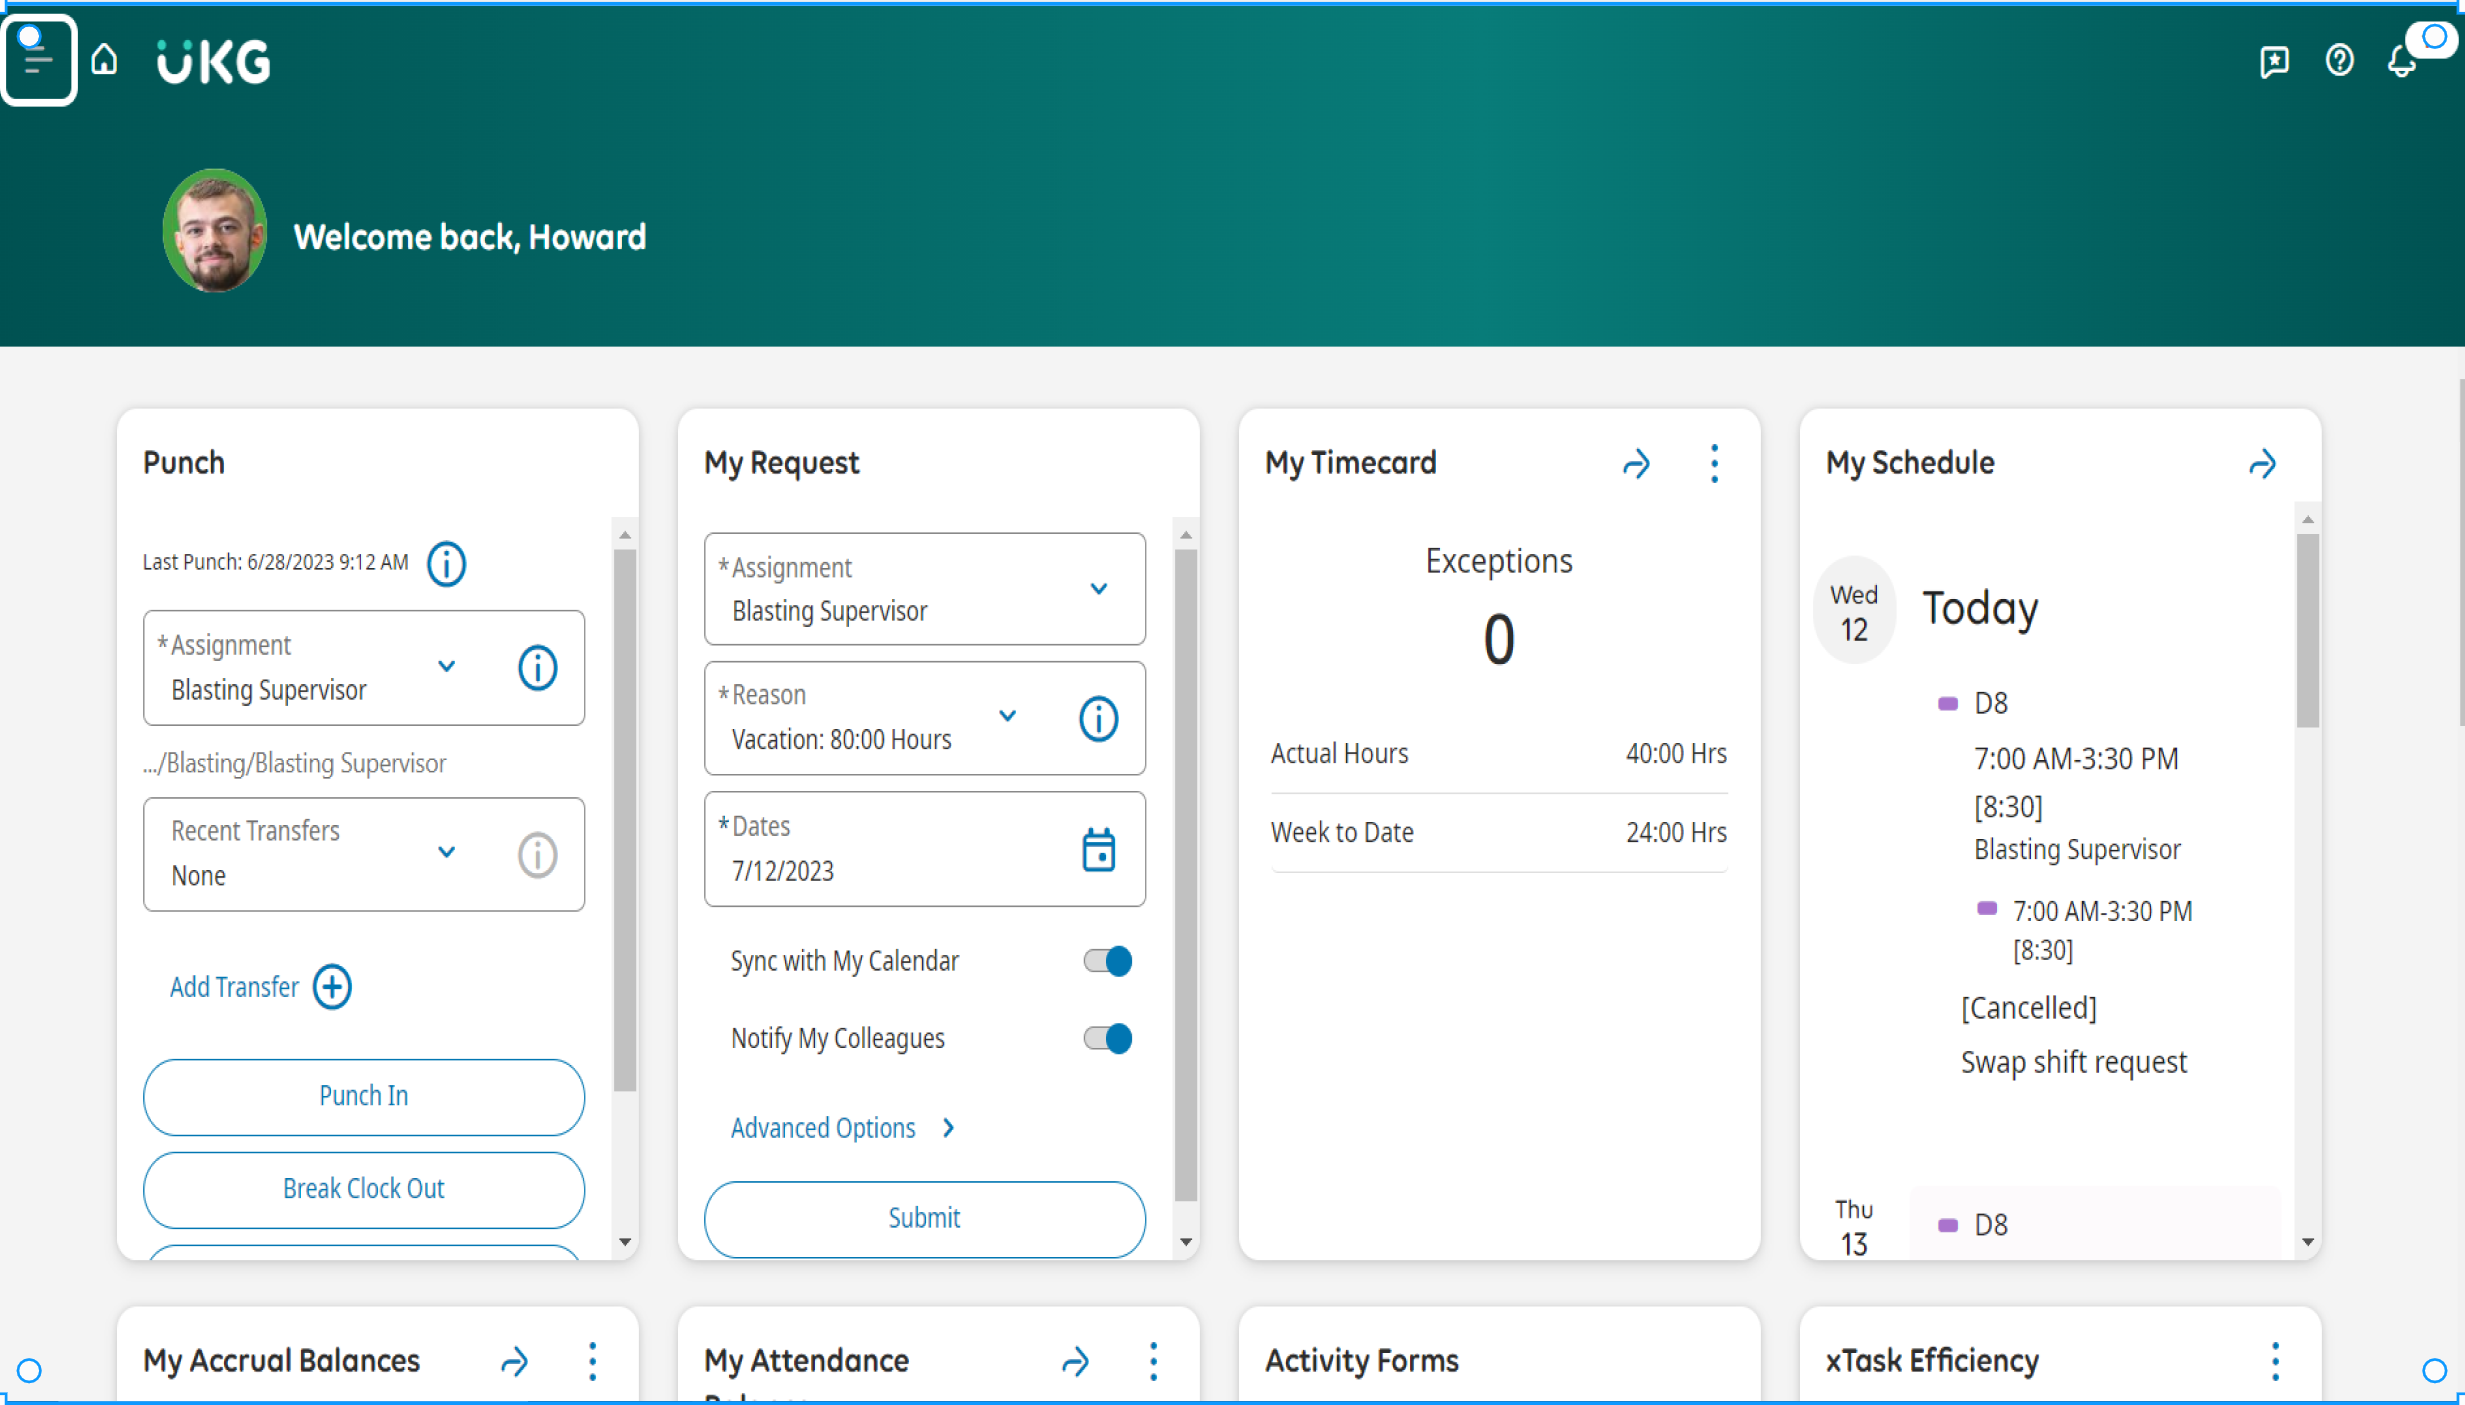 UKG
Welcome back, Howard
Punch
Last Punch: 6/28/2023 9:12 AM
*Assignment
Blasting Supervisor
.../Blasting/Blasting Supervisor
Recent Transfers
None
Add Transfer
Punch In
Break Clock Out
My Request
*Assignment
Blasting Supervisor
*Reason
Vacation: 80:00 Hours
*Dates
7/12/2023
Sync with My Calendar
Notify My Colleagues
Advanced Options
Submit
My Timecard
Exceptions
0
Actual Hours 40:00 Hrs
Week to Date 24:00 Hrs
My Schedule
Wed
12
Today
D8
7:00 AM-3:30 PM
[8:30]
Blasting Supervisor
7:00 AM-3:30 PM
[8:30]
[Cancelled]
Swap shift request
Thu
13
D8
My Accrual Balances
My Attendance
Activity Forms
xTask Efficiency